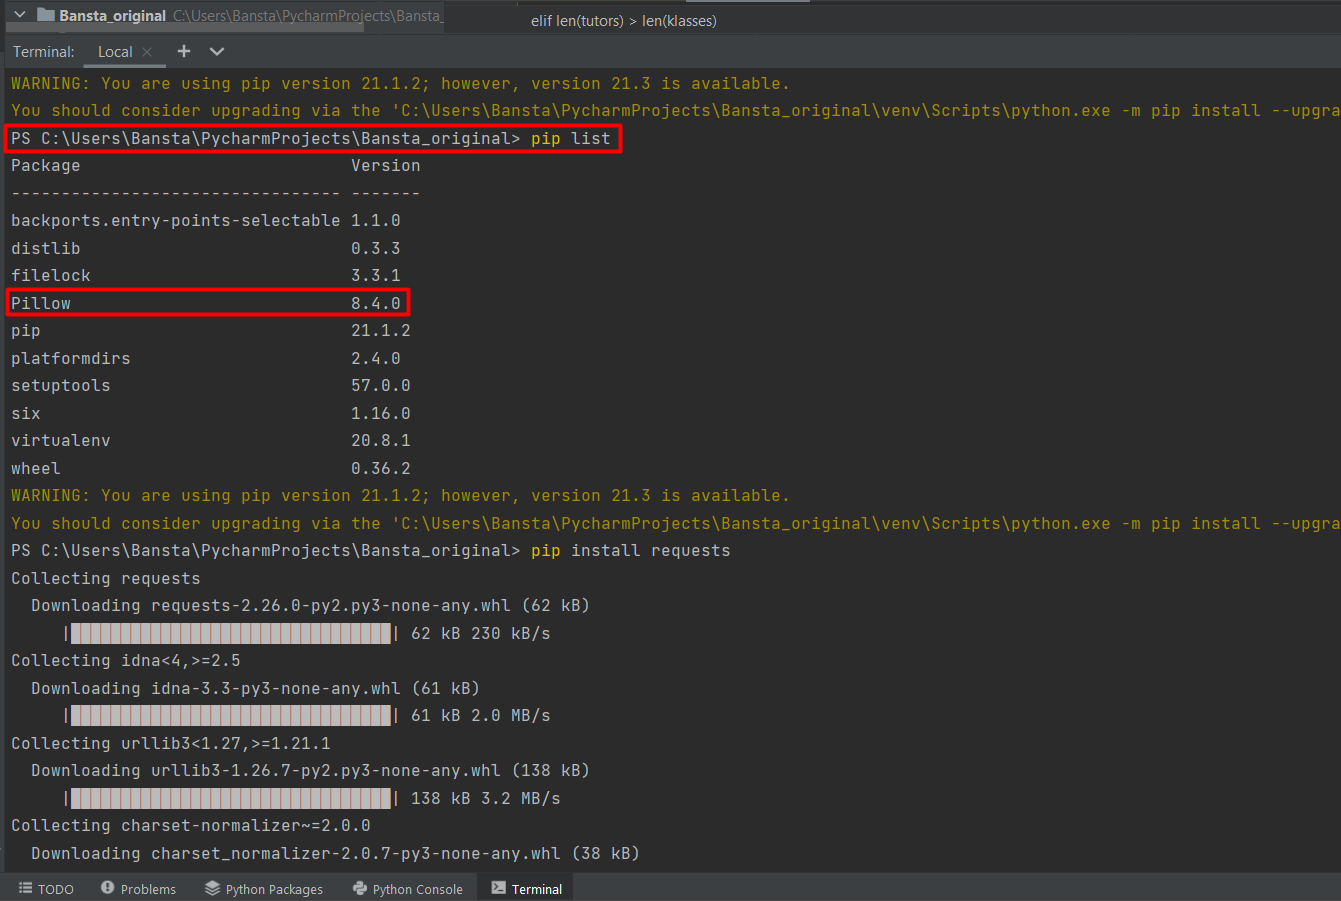 Bansta_original C:\Users\Bansta\PycharmProjects\Bansta_
elif len(tutors) > len(klasses)
Terminal: Local × +
WARNING: You are using pip version 21.1.2; however, version 21.3 is available.
You should consider upgrading via the 'C:\Users\Bansta\PycharmProjects\Bansta_original\venv\Scripts\python.exe -m pip install --upgra
PS C:\Users\Bansta\PycharmProjects\Bansta_original> pip list
Package Version
--------------------------------- -------
backports.entry-points-selectable 1.1.0
distlib 0.3.3
filelock 3.3.1
Pillow 8.4.0
pip 21.1.2
platformdirs 2.4.0
setuptools 57.0.0
six 1.16.0
virtualenv 20.8.1
wheel 0.36.2
WARNING: You are using pip version 21.1.2; however, version 21.3 is available.
You should consider upgrading via the 'C:\Users\Bansta\PycharmProjects\Bansta_original\venv\Scripts\python.exe -m pip install --upgra
PS C:\Users\Bansta\PycharmProjects\Bansta_original> pip install requests
Collecting requests
Downloading requests-2.26.0-py2.py3-none-any.whl (62 kB)
|████████████████████████████████| 62 kB 230 kB/s
Collecting idna<4,>=2.5
Downloading idna-3.3-py3-none-any.whl (61 kB)
|████████████████████████████████| 61 kB 2.0 MB/s
Collecting urllib3<1.27,>=1.21.1
Downloading urllib3-1.26.7-py2.py3-none-any.whl (138 kB)
|████████████████████████████████| 138 kB 3.2 MB/s
Collecting charset-normalizer~=2.0.0
Downloading charset_normalizer-2.0.7-py3-none-any.whl (38 kB)
TODO Problems Python Packages Python Console Terminal